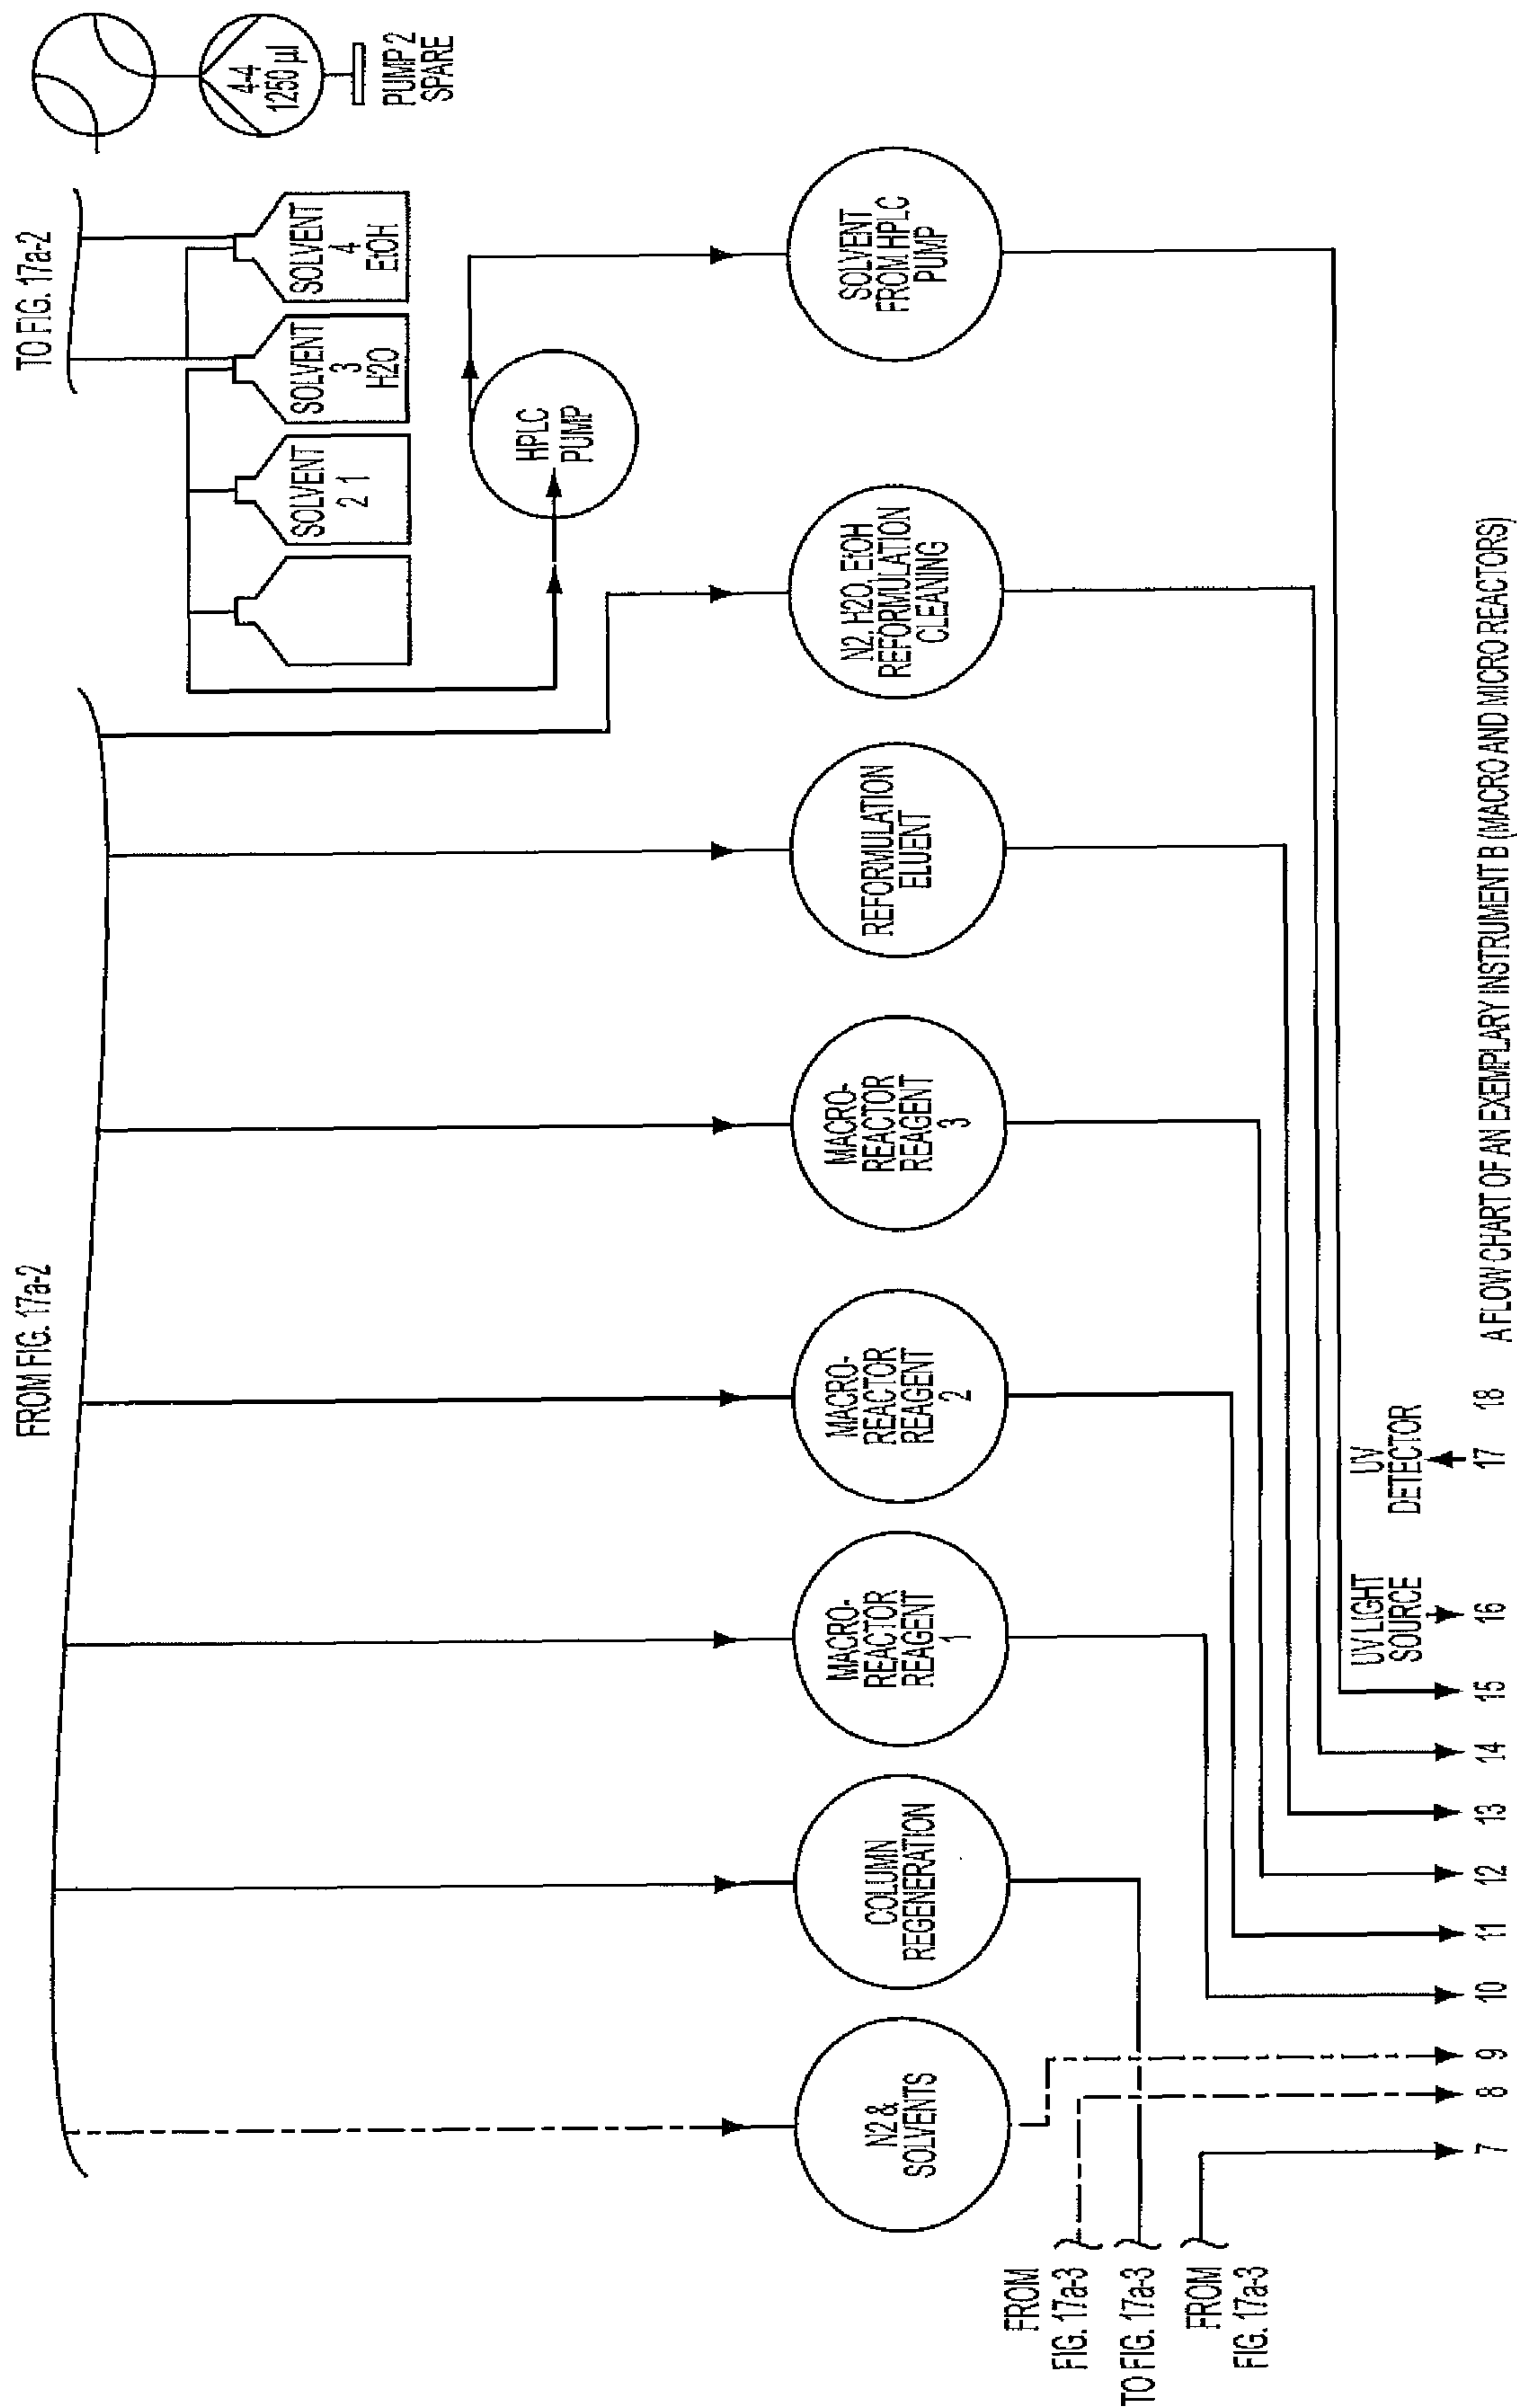 FROM FIG. 17a-2
TO FIG. 17a-2
4-4
1250 µl
PUMP 2
SPARE
SOLVENT
2 1
SOLVENT
3
H2O
SOLVENT
4
EtOH
HPLC
PUMP
N2 &
SOLVENTS
COLUMN
REGENERATION
MACRO-
REACTOR
REAGENT
1
MACRO-
REACTOR
REAGENT
2
MACRO-
REACTOR
REAGENT
3
REFORMULATION
ELUENT
N2, H2O, EtOH
REFORMULATION
CLEANING
SOLVENT
FROM HPLC
PUMP
FROM
FIG. 17a-3
TO FIG. 17a-3
FROM
FIG. 17a-3
UV LIGHT
SOURCE
UV
DETECTOR
7 8 9 10 11 12 13 14 15 16 17 18
A FLOW CHART OF AN EXEMPLARY INSTRUMENT B (MACRO AND MICRO REACTORS)